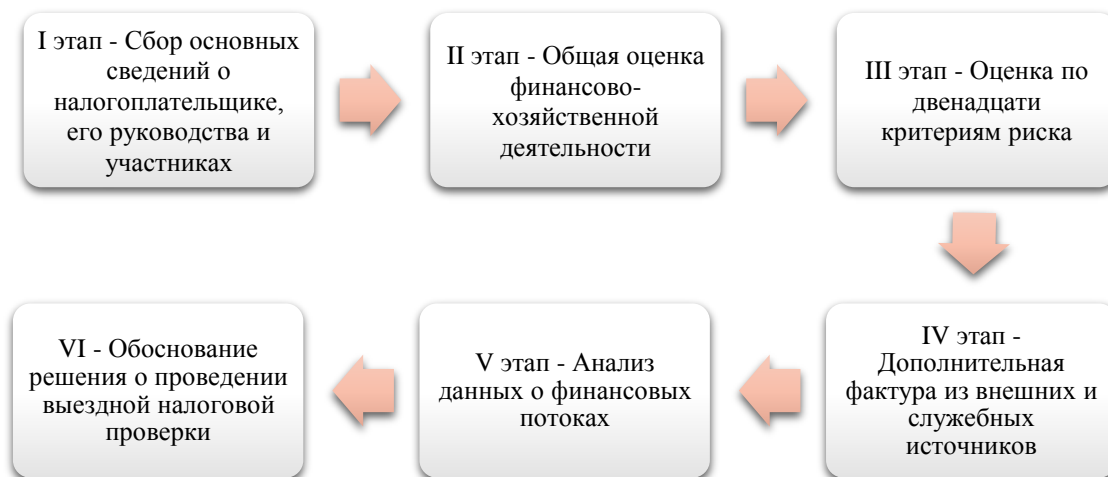 I этап - Сбор основных
сведений о
налогоплательщике,
его руководства и
участниках
II этап - Общая оценка
финансово-
хозяйственной
деятельности
III этап - Оценка по
двенадцати
критериям риска
IV этап -
Дополнительная
фактура из внешних и
служебных
источников
V этап - Анализ
данных о финансовых
потоках
VI - Обоснование
решения о проведении
выездной налоговой
проверки